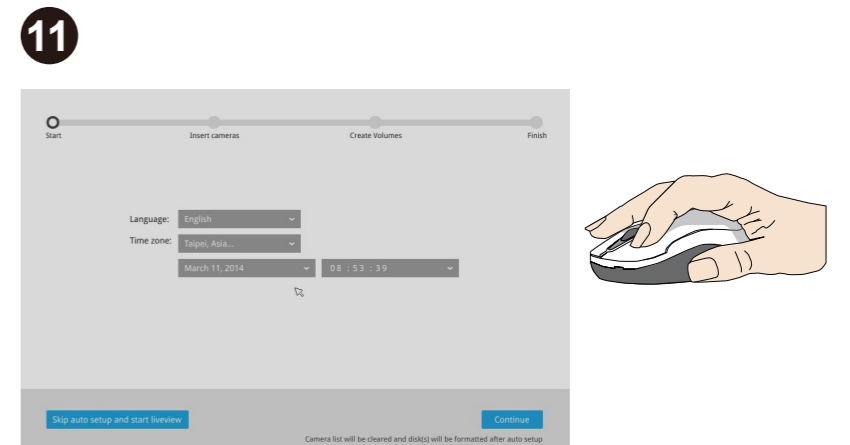 11
Start Insert cameras Create Volumes Finish
Language: English
Time zone: Taipei, Asia...
March 11, 2014 08 : 53 : 39
Skip auto setup and start liveview Continue
Camera list will be cleared and disk(s) will be formatted after auto setup